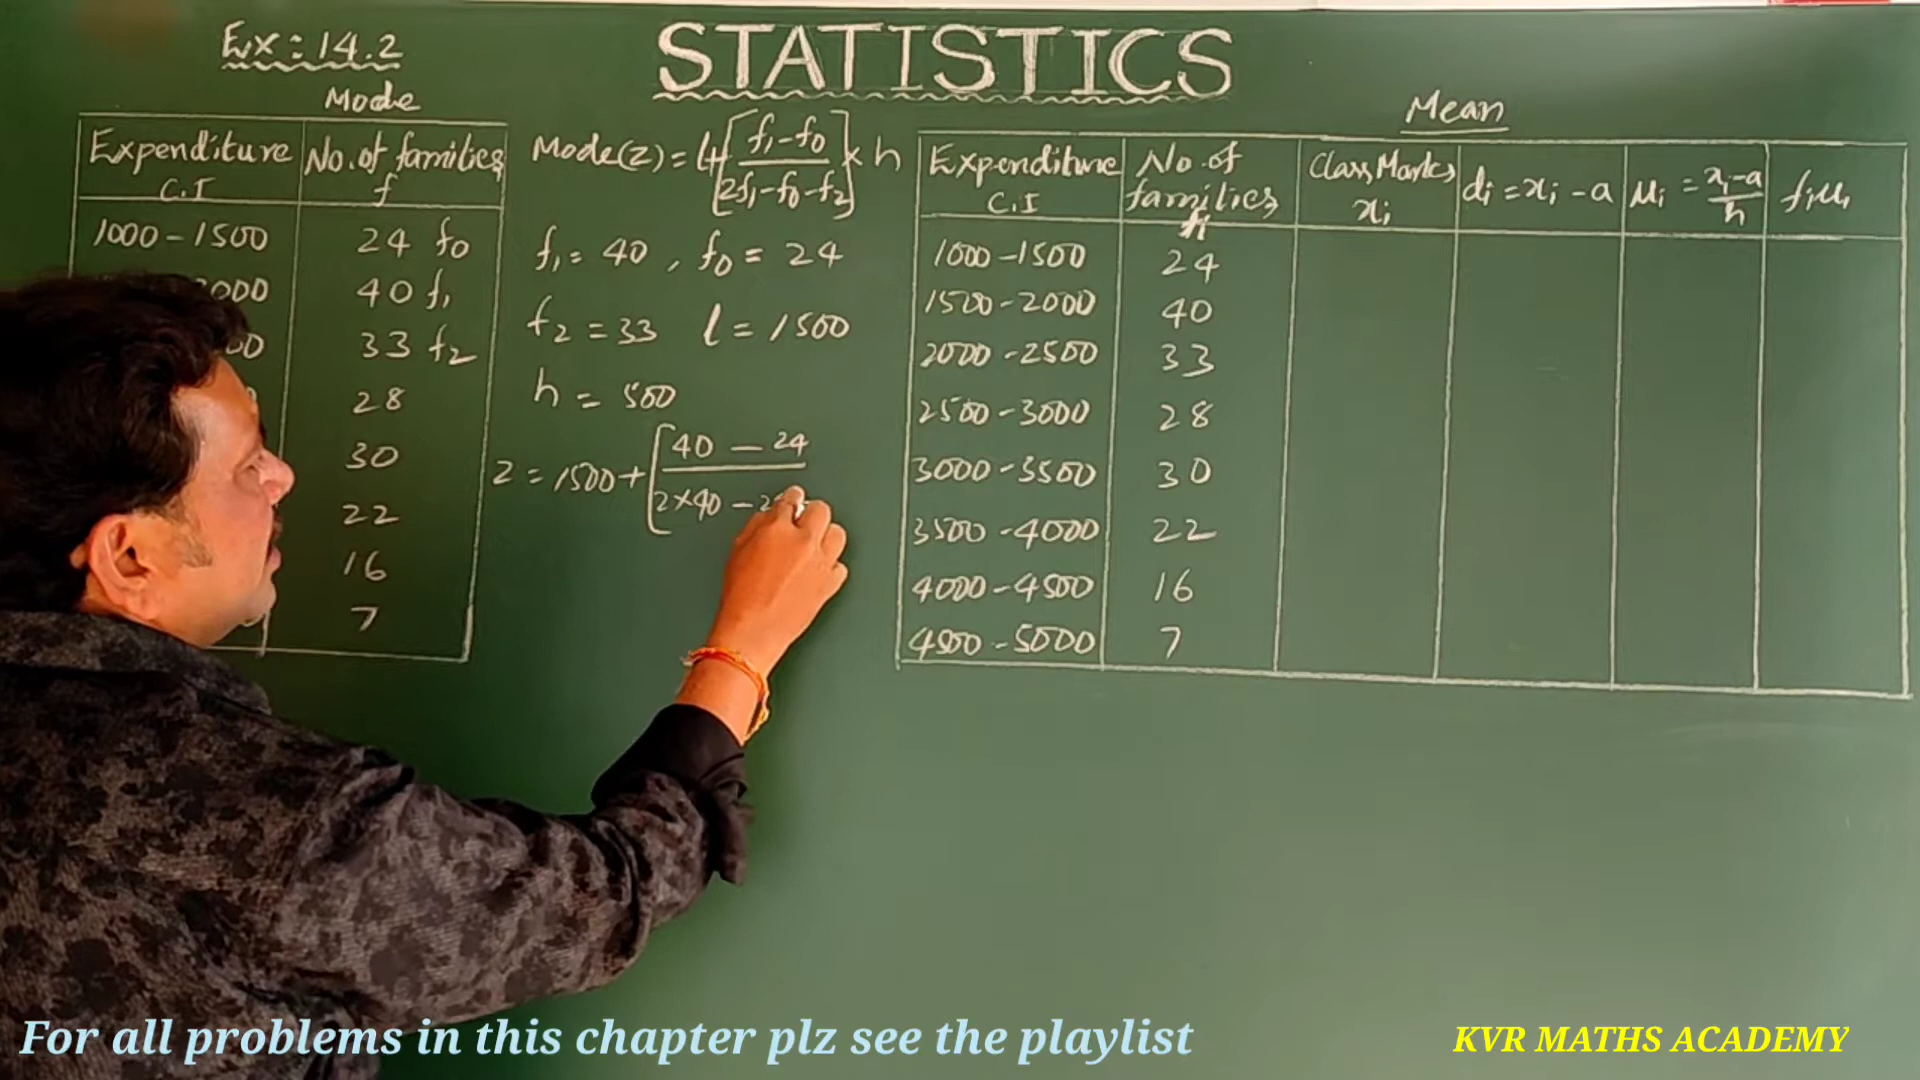 Ex: 14.2
STATISTICS
Mode
Expenditure C.I | No. of families f
1000 - 1500 | 24 f₀
000 | 40 f₁
00 | 33 f₂
0 | 28
30
22
16
7
Mode(z) = l + [f₁ - f₀ / 2f₁ - f₀ - f₂] × h
f₁ = 40 , f₀ = 24
f₂ = 33 l = 1500
h = 500
z = 1500 + [40 - 24
2×40 - 2
Mean
Expenditure C.I | No. of families fi | Class Marks xi | di = xi - a | ui = xi - a / h | fiui
1000 - 1500 | 24
1500 - 2000 | 40
2000 - 2500 | 33
2500 - 3000 | 28
3000 - 3500 | 30
3500 - 4000 | 22
4000 - 4500 | 16
4500 - 5000 | 7
For all problems in this chapter plz see the playlist
KVR MATHS ACADEMY